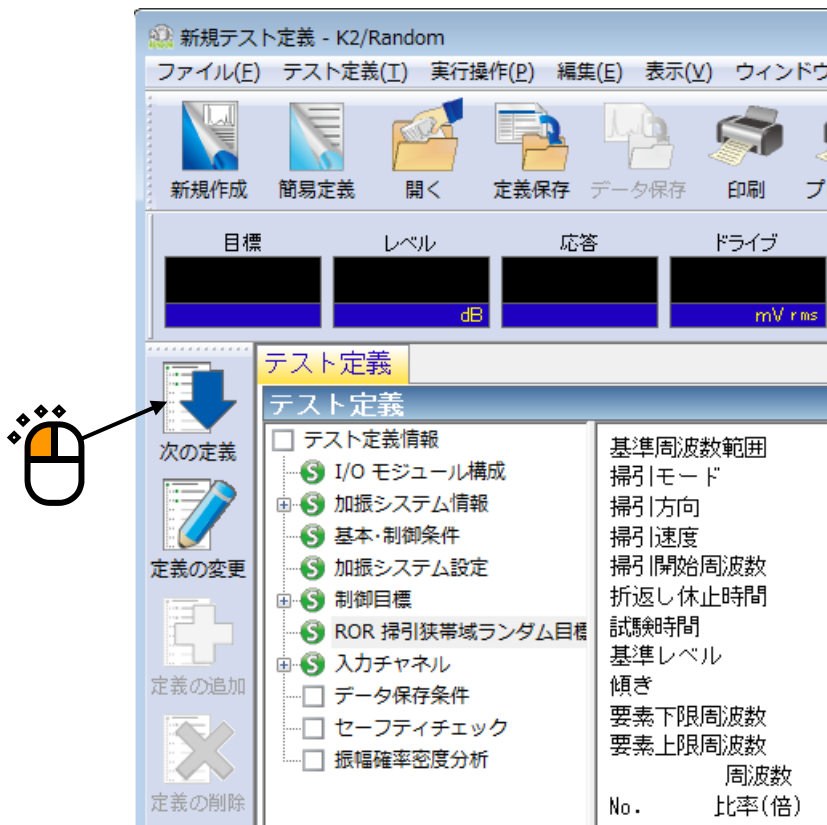 新規テスト定義 - K2/Random
ファイル(F) テスト定義(T) 実行操作(P) 編集(E) 表示(V) ウィンドウ
新規作成 簡易定義 開く 定義保存 データ保存 印刷 プ
目標 レベル 応答 ドライブ
dB mV rms
テスト定義
テスト定義
次の定義
定義の変更
定義の追加
定義の削除
テスト定義情報
I/O モジュール構成
加振システム情報
基本・制御条件
加振システム設定
制御目標
ROR 掃引狭帯域ランダム目標
入力チャネル
データ保存条件
セーフティチェック
振幅確率密度分析
基準周波数範囲
掃引モード
掃引方向
掃引速度
掃引開始周波数
折返し休止時間
試験時間
基準レベル
傾き
要素下限周波数
要素上限周波数
周波数
No. 比率(倍)